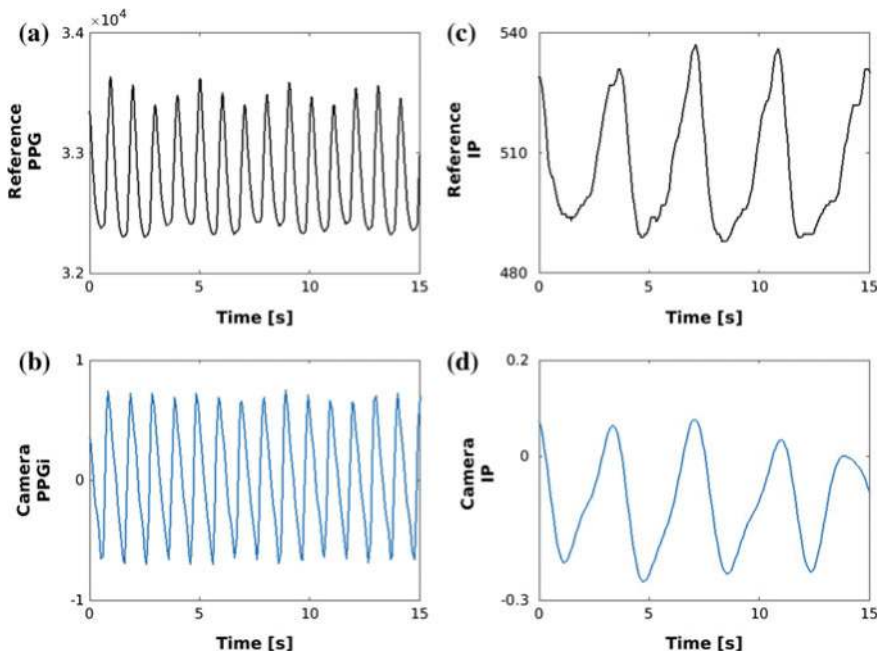 (a)
×10⁴
3.4
3.3
3.2
Reference
PPG
0
5
10
15
Time [s]
(c)
540
510
480
Reference
IP
0
5
10
15
Time [s]
(b)
1
0
-1
Camera
PPGi
0
5
10
15
Time [s]
(d)
0.2
0
-0.3
Camera
IP
0
5
10
15
Time [s]